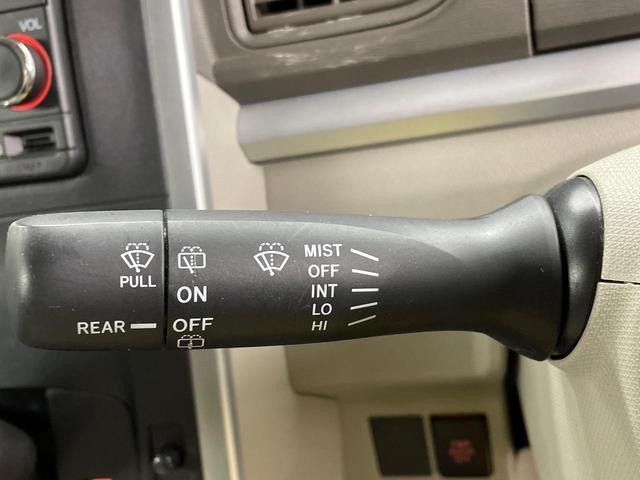 VOL
PULL
REAR
ON
OFF
MIST
OFF
INT
LO
HI